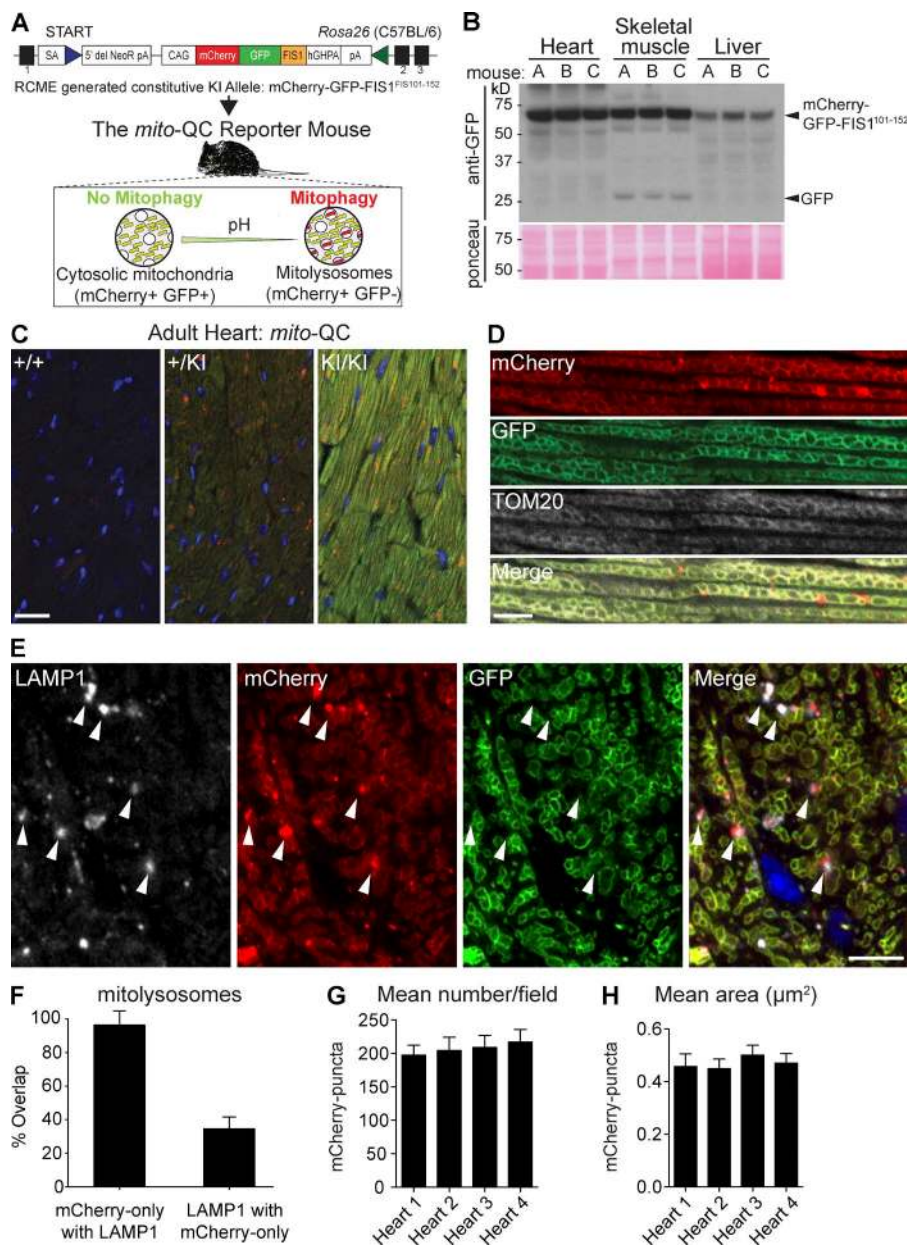 A
START
Rosa26 (C57BL/6)
SA
5' del NeoR pA
CAG
mCherry
GFP
FIS1
hGHPA
pA
1
2
3
RCME generated constitutive KI Allele: mCherry-GFP-FIS1FIS101-152
The mito-QC Reporter Mouse
No Mitophagy
Mitophagy
pH
Cytosolic mitochondria
(mCherry+ GFP+)
Mitolysosomes
(mCherry+ GFP-)
B
Heart
Skeletal
muscle
Liver
mouse: A B C A B C A B C
kD
75
50
37
25
anti-GFP
mCherry-
GFP-FIS1101-152
GFP
ponceau
75
50
C
Adult Heart: mito-QC
+/+
+/KI
KI/KI
D
mCherry
GFP
TOM20
Merge
E
LAMP1
mCherry
GFP
Merge
F
mitolysosomes
% Overlap
100
80
60
40
20
0
mCherry-only
with LAMP1
LAMP1 with
mCherry-only
G
Mean number/field
mCherry-puncta
250
200
150
100
50
0
Heart 1
Heart 2
Heart 3
Heart 4
H
Mean area (µm²)
mCherry-puncta
0.6
0.4
0.2
0.0
Heart 1
Heart 2
Heart 3
Heart 4